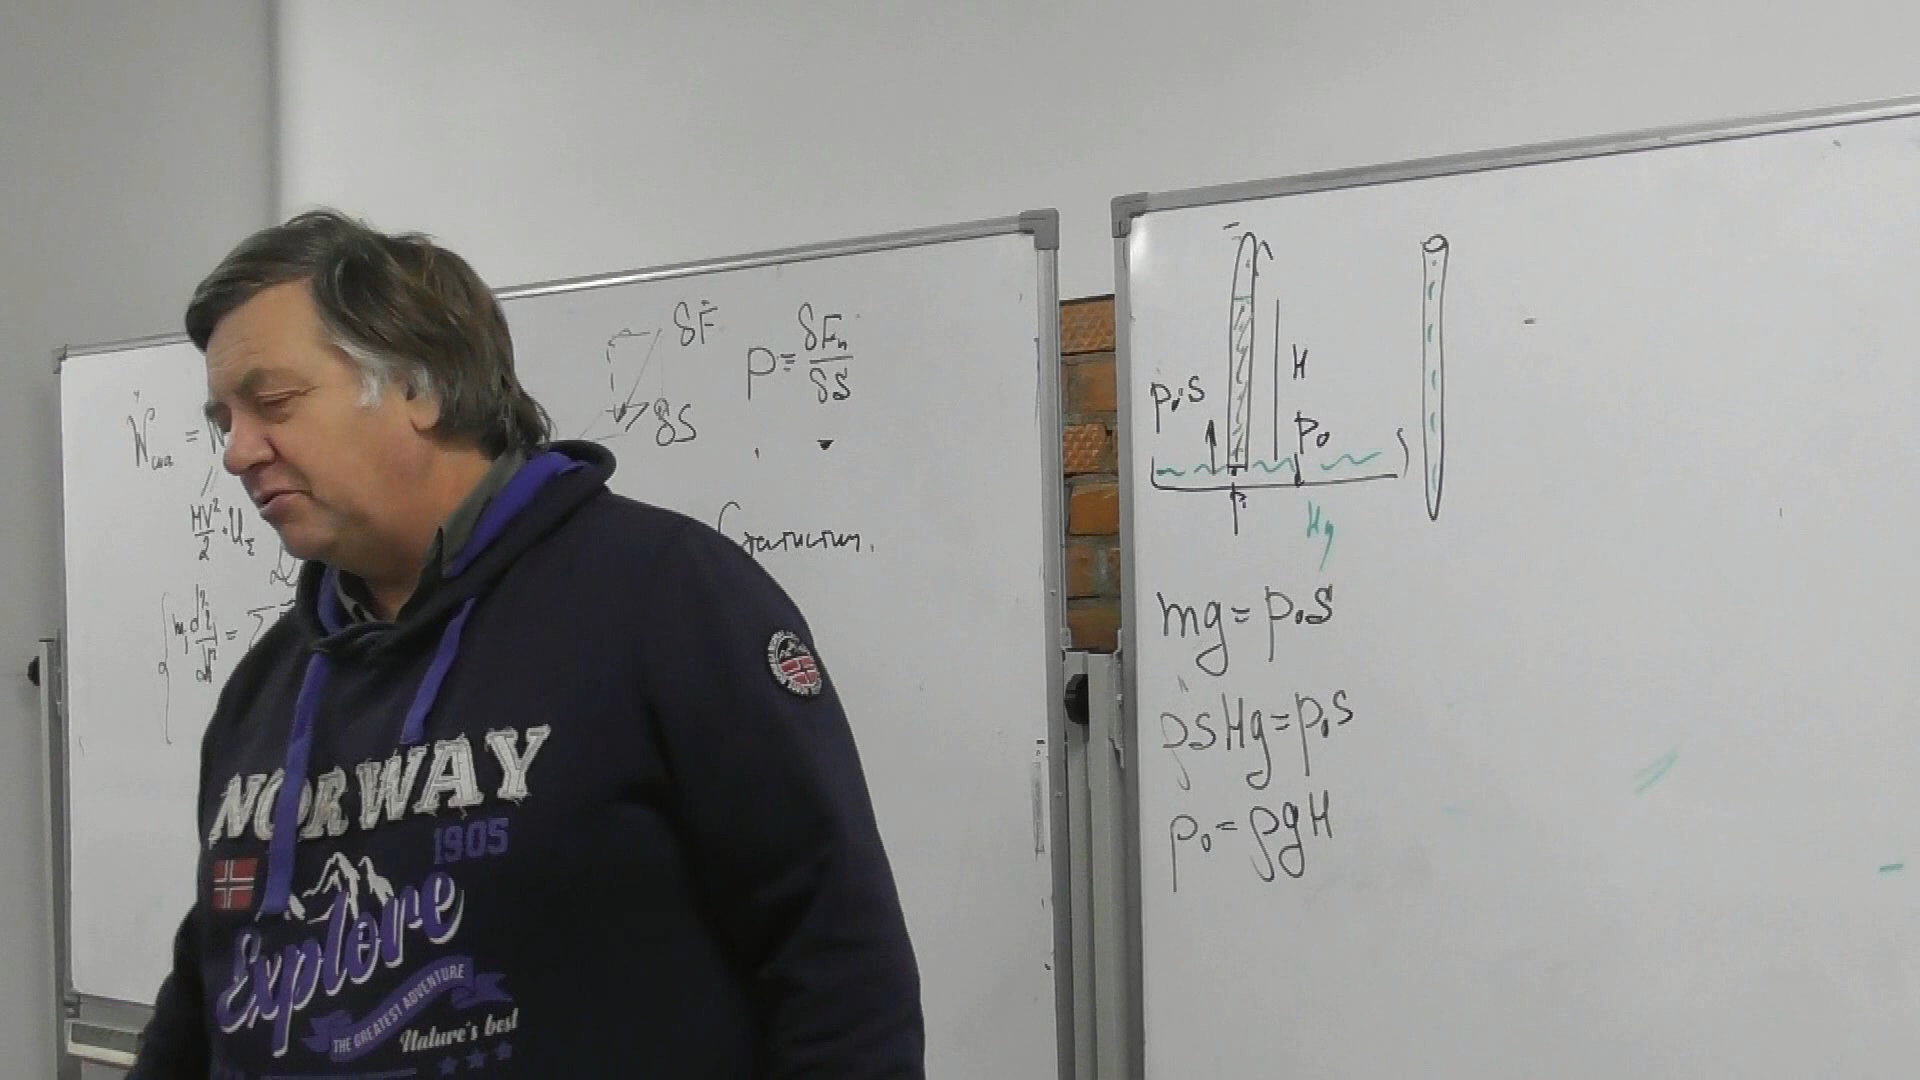 δF
p = δFₙ / δS
δS
MV² / 2
p₀S
H
p₀
p
Hg
mg = p₀S
ρSHg = p₀S
p₀ = ρgH
NORWAY
1905
Explore
THE GREATEST ADVENTURE
Nature's best